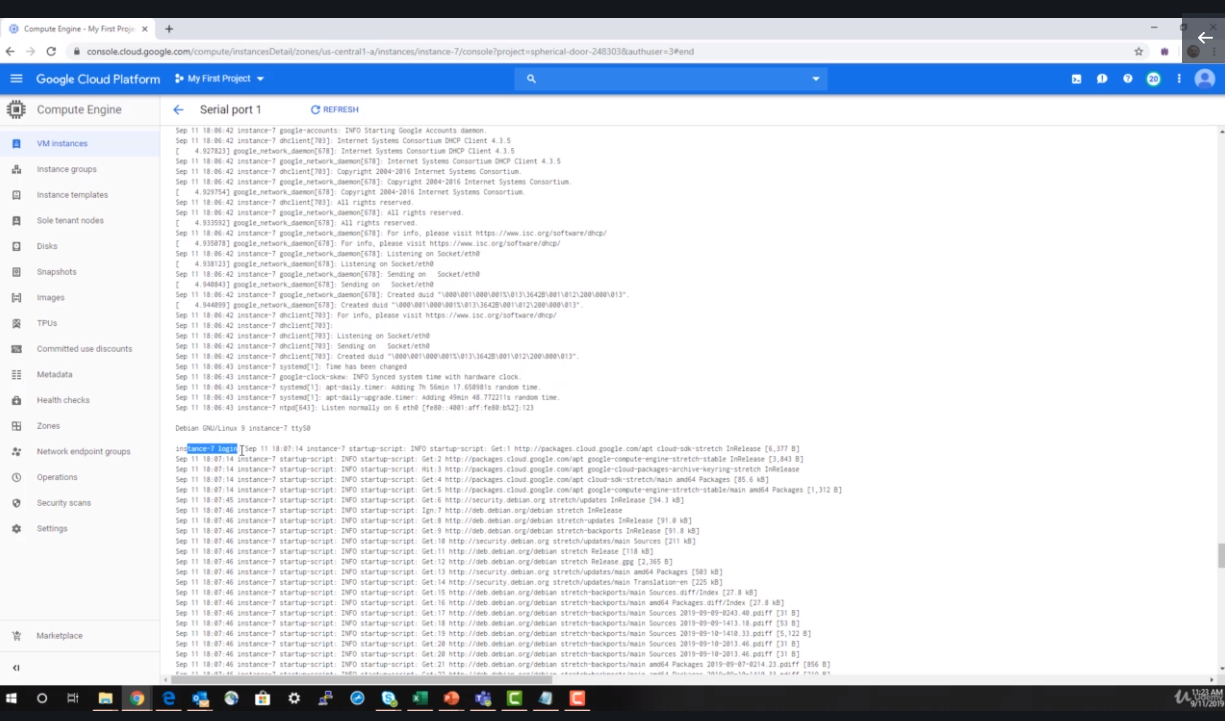 Compute Engine - My First Proje
console.cloud.google.com/compute/instancesDetail/zones/us-central1-a/instances/instance-7/console?project=spherical-door-248303&authuser=3#end
Google Cloud Platform
My First Project
20
Compute Engine
Serial port 1
REFRESH
VM instances
Instance groups
Instance templates
Sole tenant nodes
Disks
Snapshots
Images
TPUs
Committed use discounts
Metadata
Health checks
Zones
Network endpoint groups
Operations
Security scans
Settings
Marketplace
Sep 11 18:06:42 instance-7 google-accounts: INFO Starting Google Accounts daemon.
Sep 11 18:06:42 instance-7 dhclient[703]: Internet Systems Consortium DHCP Client 4.3.5
[    4.927823] google_network_daemon[678]: Internet Systems Consortium DHCP Client 4.3.5
Sep 11 18:06:42 instance-7 google_network_daemon[678]: Internet Systems Consortium DHCP Client 4.3.5
Sep 11 18:06:42 instance-7 dhclient[703]: Copyright 2004-2016 Internet Systems Consortium.
Sep 11 18:06:42 instance-7 google_network_daemon[678]: Copyright 2004-2016 Internet Systems Consortium.
[    4.929754] google_network_daemon[678]: Copyright 2004-2016 Internet Systems Consortium.
Sep 11 18:06:42 instance-7 dhclient[703]: All rights reserved.
Sep 11 18:06:42 instance-7 google_network_daemon[678]: All rights reserved.
[    4.933592] google_network_daemon[678]: All rights reserved.
Sep 11 18:06:42 instance-7 google_network_daemon[678]: For info, please visit https://www.isc.org/software/dhcp/
[    4.935078] google_network_daemon[678]: For info, please visit https://www.isc.org/software/dhcp/
Sep 11 18:06:42 instance-7 google_network_daemon[678]: Listening on Socket/eth0
[    4.938123] google_network_daemon[678]: Listening on Socket/eth0
Sep 11 18:06:42 instance-7 google_network_daemon[678]: Sending on   Socket/eth0
[    4.940843] google_network_daemon[678]: Sending on   Socket/eth0
Sep 11 18:06:42 instance-7 google_network_daemon[678]: Created duid "\000\001\000\001%\013\3642B\001\012\200\000\013".
[    4.944099] google_network_daemon[678]: Created duid "\000\001\000\001%\013\3642B\001\012\200\000\013".
Sep 11 18:06:42 instance-7 dhclient[703]: For info, please visit https://www.isc.org/software/dhcp/
Sep 11 18:06:42 instance-7 dhclient[703]:
Sep 11 18:06:42 instance-7 dhclient[703]: Listening on Socket/eth0
Sep 11 18:06:42 instance-7 dhclient[703]: Sending on   Socket/eth0
Sep 11 18:06:42 instance-7 dhclient[703]: Created duid "\000\001\000\001%\013\3642B\001\012\200\000\013".
Sep 11 18:06:43 instance-7 systemd[1]: Time has been changed
Sep 11 18:06:43 instance-7 google-clock-skew: INFO Synced system time with hardware clock.
Sep 11 18:06:43 instance-7 systemd[1]: apt-daily.timer: Adding 7h 56min 17.650981s random time.
Sep 11 18:06:43 instance-7 systemd[1]: apt-daily-upgrade.timer: Adding 49min 48.772211s random time.
Sep 11 18:06:43 instance-7 ntpd[643]: Listen normally on 6 eth0 [fe80::4001:aff:fe80:b%2]:123
Debian GNU/Linux 9 instance-7 ttyS0
instance-7 login: Sep 11 18:07:14 instance-7 startup-script: INFO startup-script: Get:1 http://packages.cloud.google.com/apt cloud-sdk-stretch InRelease [6,377 B]
Sep 11 18:07:14 instance-7 startup-script: INFO startup-script: Get:2 http://packages.cloud.google.com/apt google-compute-engine-stretch-stable InRelease [3,843 B]
Sep 11 18:07:14 instance-7 startup-script: INFO startup-script: Hit:3 http://packages.cloud.google.com/apt google-cloud-packages-archive-keyring-stretch InRelease
Sep 11 18:07:14 instance-7 startup-script: INFO startup-script: Get:4 http://packages.cloud.google.com/apt cloud-sdk-stretch/main amd64 Packages [85.6 kB]
Sep 11 18:07:14 instance-7 startup-script: INFO startup-script: Get:5 http://packages.cloud.google.com/apt google-compute-engine-stretch-stable/main amd64 Packages [1,312 B]
Sep 11 18:07:45 instance-7 startup-script: INFO startup-script: Get:6 http://security.debian.org stretch/updates InRelease [94.3 kB]
Sep 11 18:07:46 instance-7 startup-script: INFO startup-script: Ign:7 http://deb.debian.org/debian stretch InRelease
Sep 11 18:07:46 instance-7 startup-script: INFO startup-script: Get:8 http://deb.debian.org/debian stretch-updates InRelease [91.0 kB]
Sep 11 18:07:46 instance-7 startup-script: INFO startup-script: Get:9 http://deb.debian.org/debian stretch-backports InRelease [91.8 kB]
Sep 11 18:07:46 instance-7 startup-script: INFO startup-script: Get:10 http://security.debian.org stretch/updates/main Sources [211 kB]
Sep 11 18:07:46 instance-7 startup-script: INFO startup-script: Get:11 http://deb.debian.org/debian stretch Release [118 kB]
Sep 11 18:07:46 instance-7 startup-script: INFO startup-script: Get:12 http://deb.debian.org/debian stretch Release.gpg [2,365 B]
Sep 11 18:07:46 instance-7 startup-script: INFO startup-script: Get:13 http://security.debian.org stretch/updates/main amd64 Packages [503 kB]
Sep 11 18:07:46 instance-7 startup-script: INFO startup-script: Get:14 http://security.debian.org stretch/updates/main Translation-en [225 kB]
Sep 11 18:07:46 instance-7 startup-script: INFO startup-script: Get:15 http://deb.debian.org/debian stretch-backports/main Sources.diff/Index [27.8 kB]
Sep 11 18:07:46 instance-7 startup-script: INFO startup-script: Get:16 http://deb.debian.org/debian stretch-backports/main amd64 Packages.diff/Index [27.8 kB]
Sep 11 18:07:46 instance-7 startup-script: INFO startup-script: Get:17 http://deb.debian.org/debian stretch-backports/main Sources 2019-09-09-0243.40.pdiff [31 B]
Sep 11 18:07:46 instance-7 startup-script: INFO startup-script: Get:18 http://deb.debian.org/debian stretch-backports/main Sources 2019-09-09-1413.18.pdiff [53 B]
Sep 11 18:07:46 instance-7 startup-script: INFO startup-script: Get:19 http://deb.debian.org/debian stretch-backports/main Sources 2019-09-10-1410.33.pdiff [5,122 B]
Sep 11 18:07:46 instance-7 startup-script: INFO startup-script: Get:20 http://deb.debian.org/debian stretch-backports/main Sources 2019-09-10-2013.46.pdiff [31 B]
Sep 11 18:07:46 instance-7 startup-script: INFO startup-script: Get:20 http://deb.debian.org/debian stretch-backports/main Sources 2019-09-10-2013.46.pdiff [31 B]
Sep 11 18:07:46 instance-7 startup-script: INFO startup-script: Get:21 http://deb.debian.org/debian stretch-backports/main amd64 Packages 2019-09-07-0214.23.pdiff [856 B]
Udemy
11:23 AM
9/11/2019